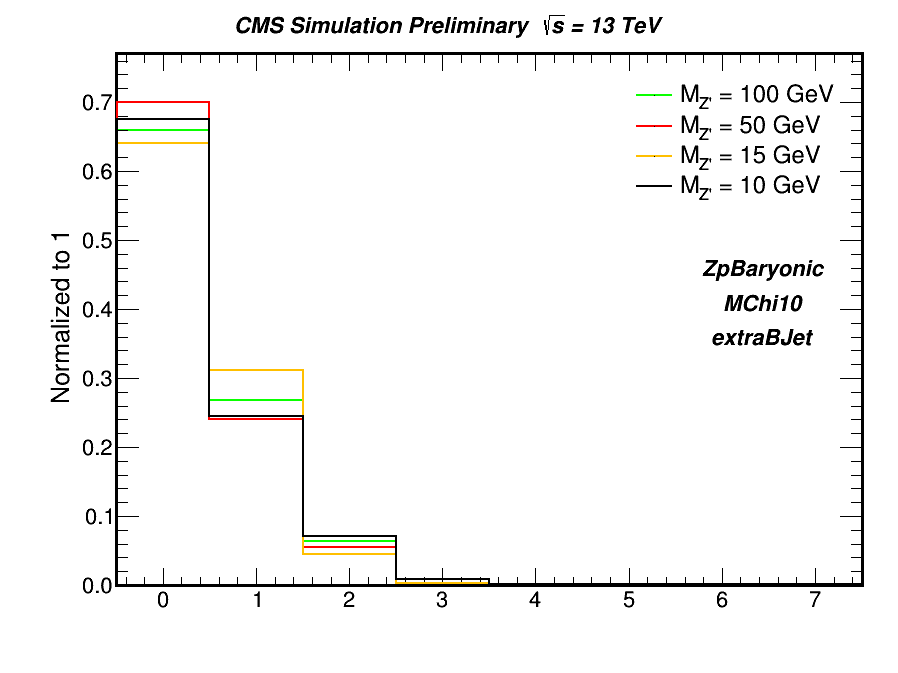 CMS Simulation Preliminary √s = 13 TeV
Normalized to 1
0.7
0.6
0.5
0.4
0.3
0.2
0.1
0.0
0 1 2 3 4 5 6 7
M_Z' = 100 GeV
M_Z' = 50 GeV
M_Z' = 15 GeV
M_Z' = 10 GeV
ZpBaryonic
MChi10
extraBJet